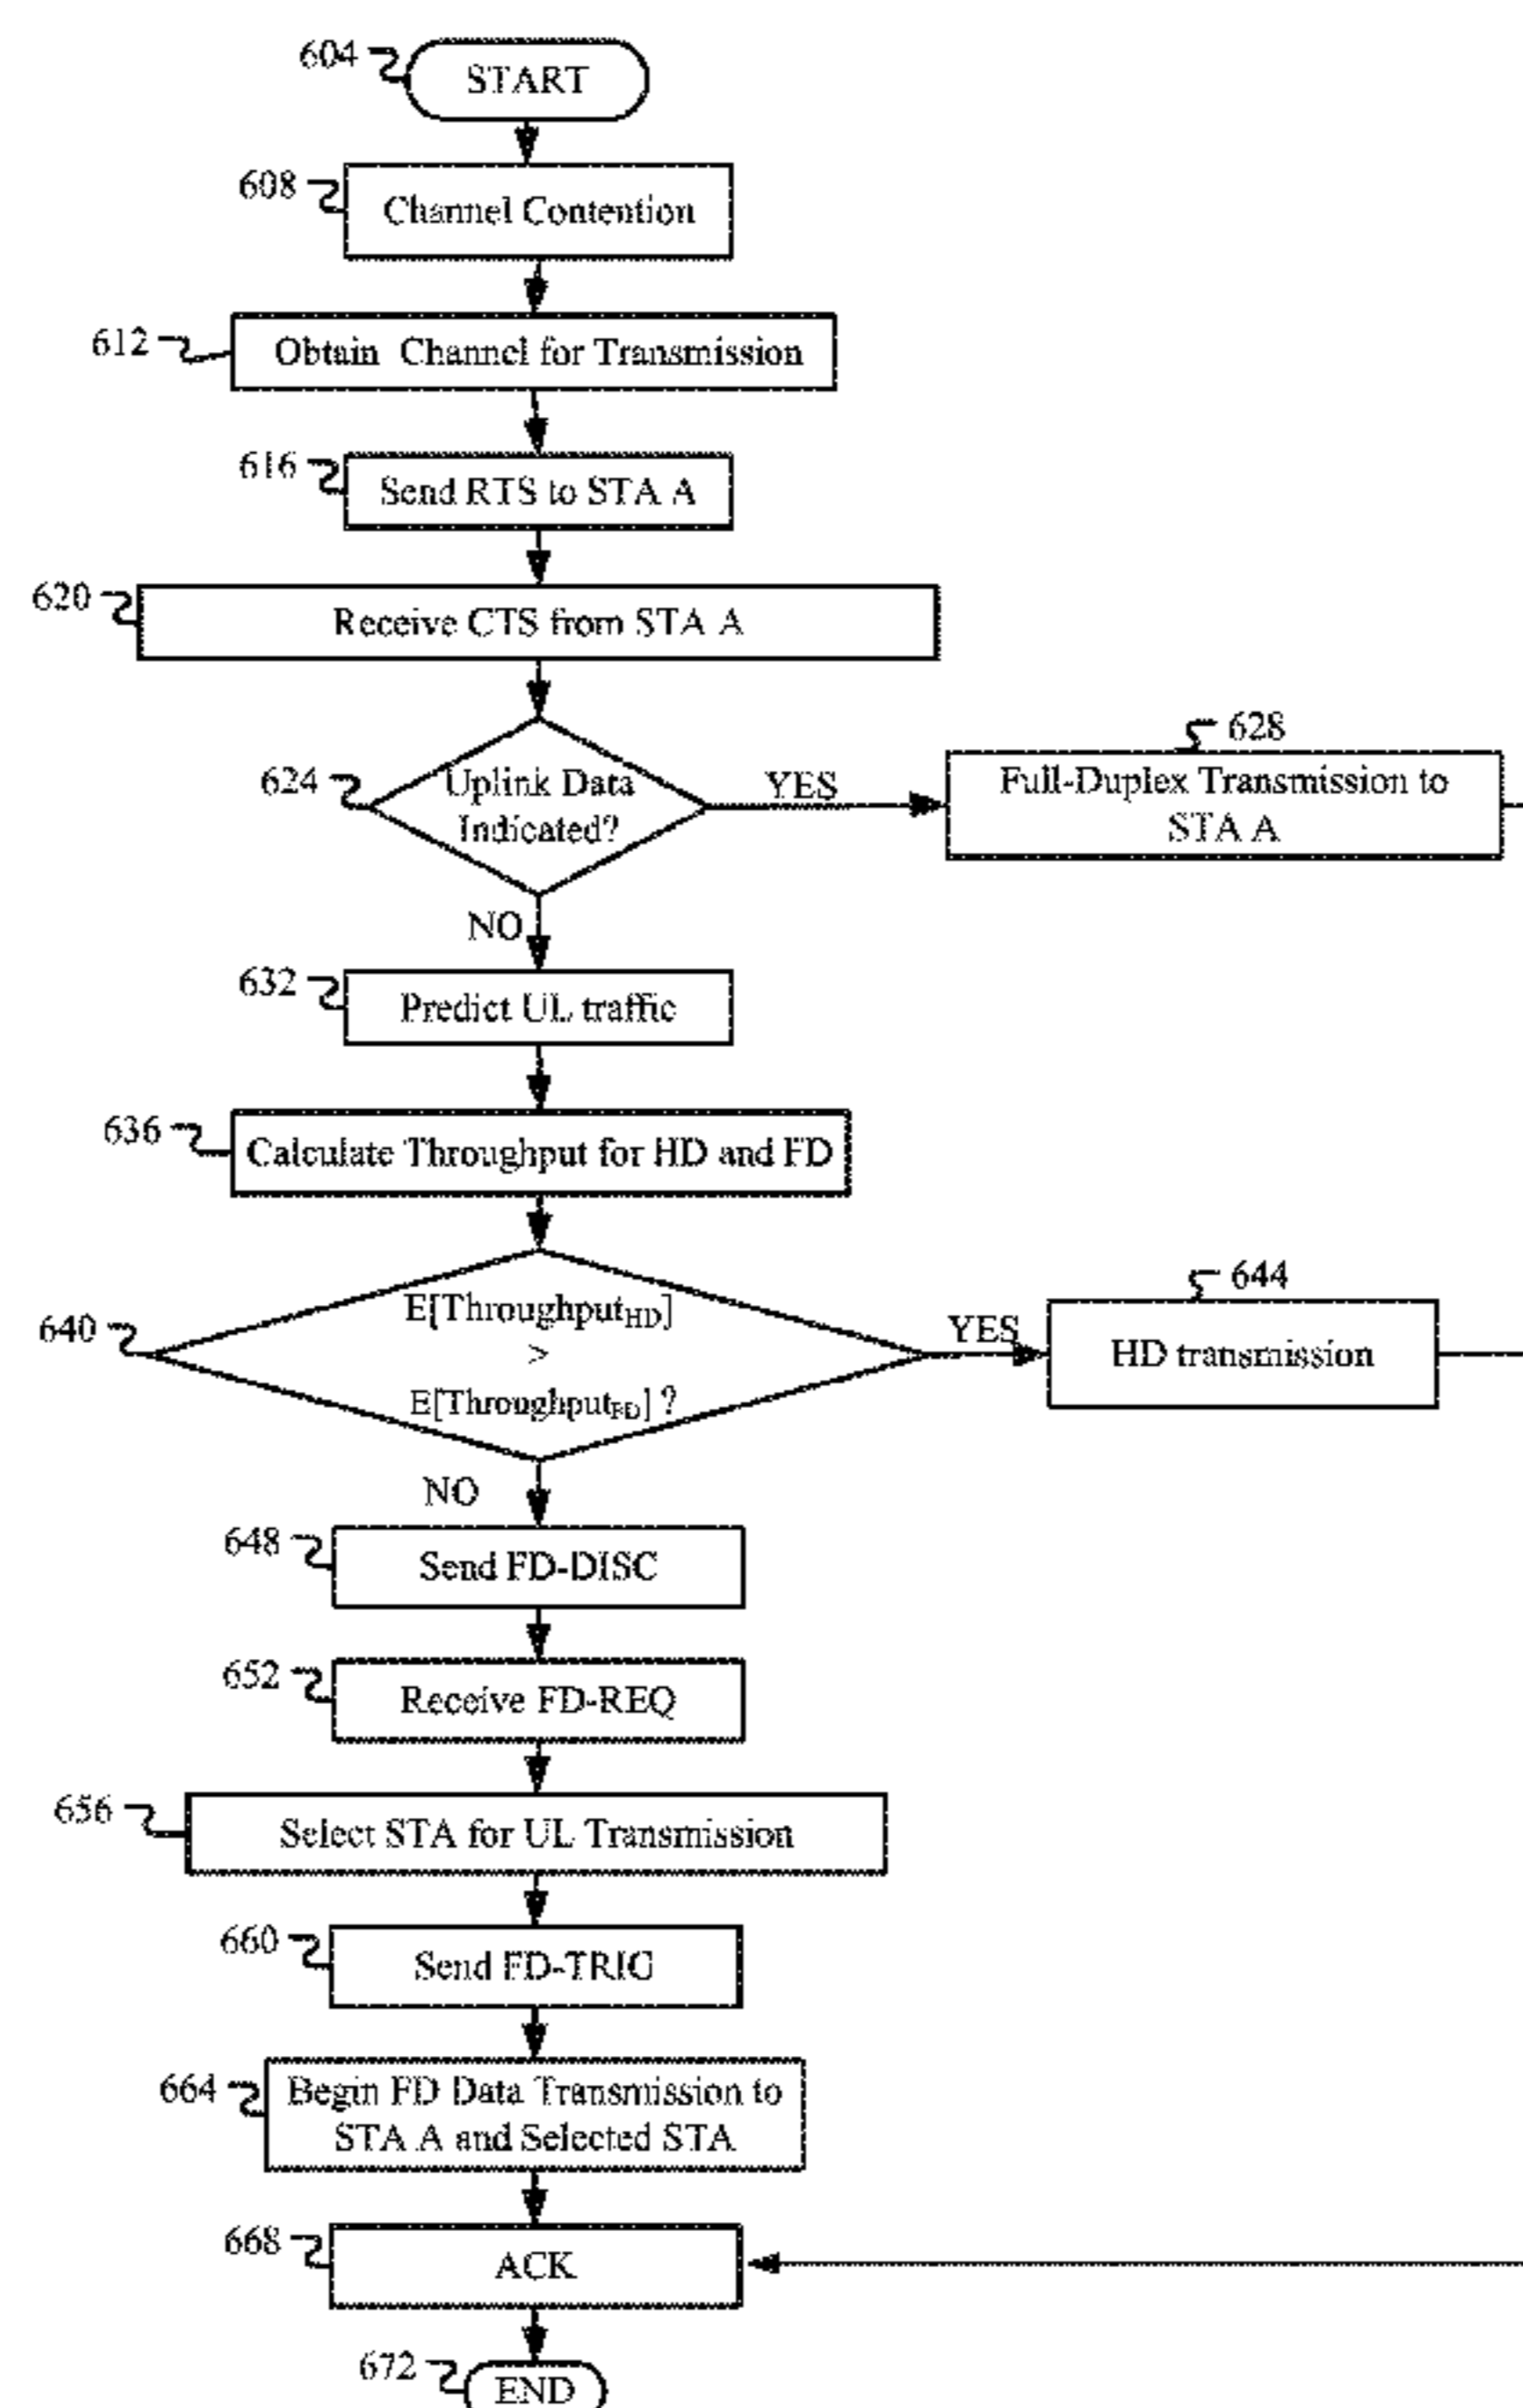 604
START
608
Channel Contention
612
Obtain Channel for Transmission
616
Send RTS to STA A
620
Receive CTS from STA A
624
Uplink Data
Indicated?
YES
628
Full-Duplex Transmission to
STA A
NO
632
Predict UL traffic
636
Calculate Throughput for HD and FD
640
E[ThroughputHD]
>
E[ThroughputFD] ?
YES
644
HD transmission
NO
648
Send FD-DISC
652
Receive FD-REQ
656
Select STA for UL Transmission
660
Send FD-TRIG
664
Begin FD Data Transmission to
STA A and Selected STA
668
ACK
672
END